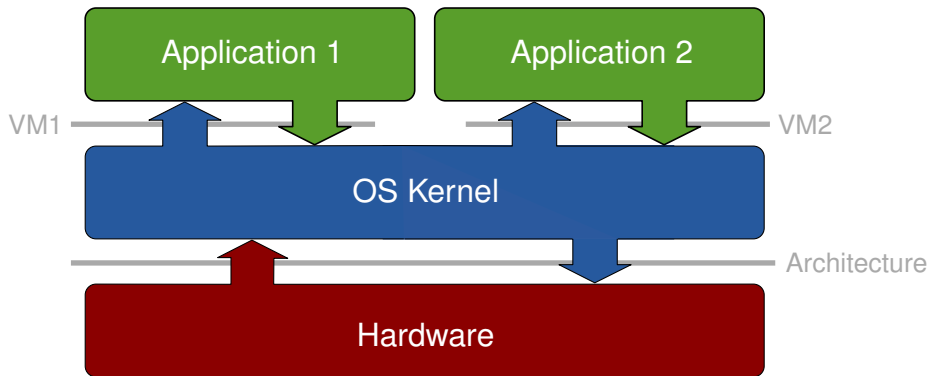 Application 1
Application 2
VM1
VM2
OS Kernel
Architecture
Hardware